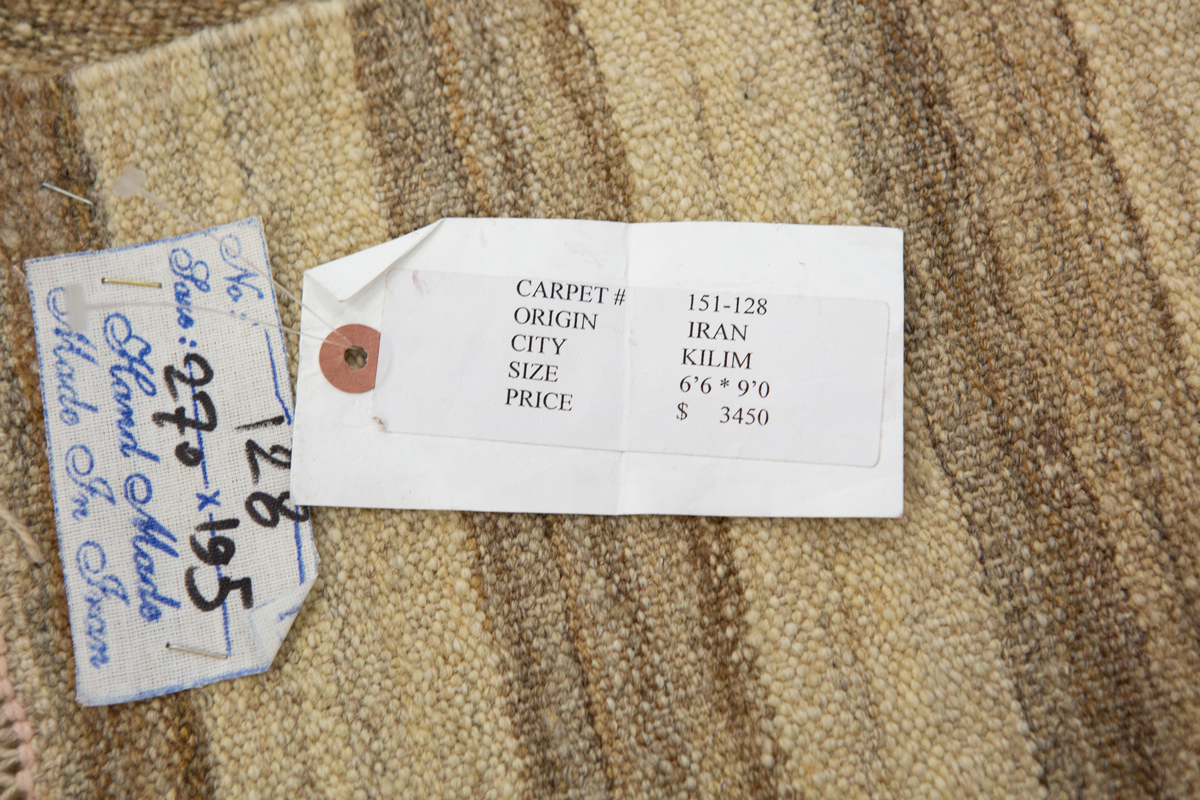 CARPET # 151-128
ORIGIN IRAN
CITY KILIM
SIZE 6'6 * 9'0
PRICE $ 3450
No.: 128
Size: 270 x 195
Hand Made
Made In Iran